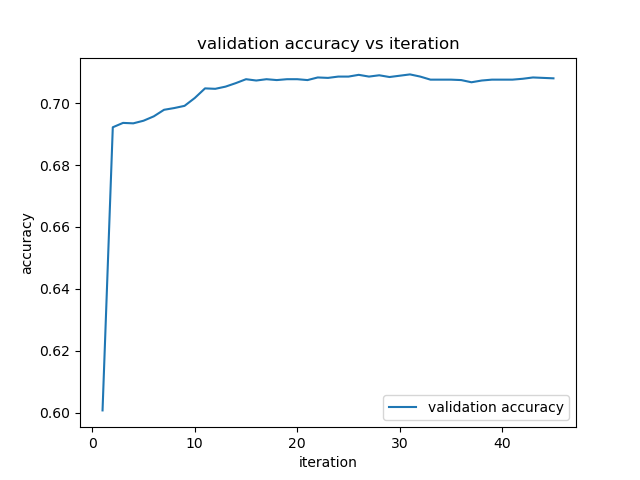 validation accuracy vs iteration
accuracy
0.70
0.68
0.66
0.64
0.62
0.60
validation accuracy
0 10 20 30 40
iteration